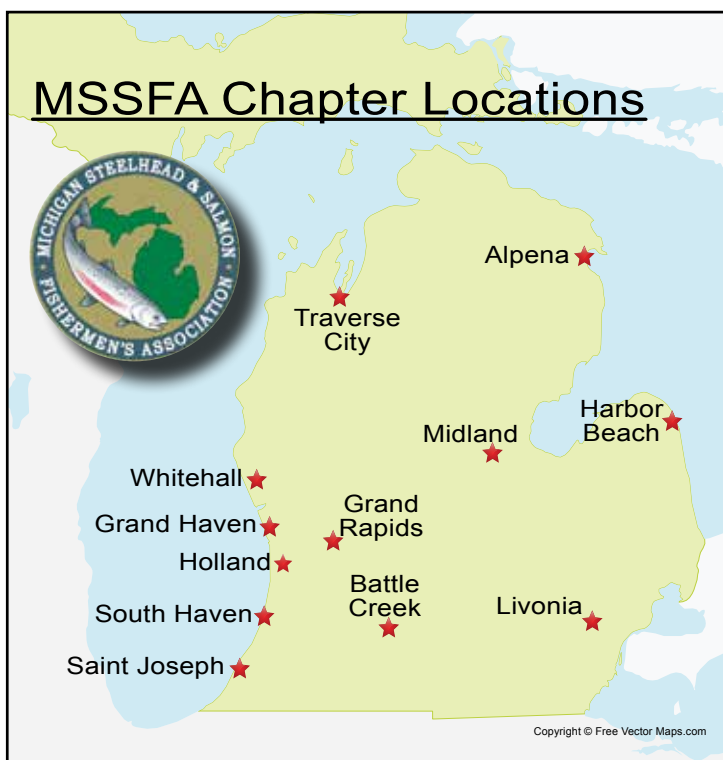 MSSFA Chapter Locations
MICHIGAN STEELHEAD & SALMON
FISHERMEN'S ASSOCIATION
Alpena
Traverse
City
Harbor
Beach
Midland
Whitehall
Grand
Rapids
Grand Haven
Holland
Battle
Creek
South Haven
Livonia
Saint Joseph
Copyright © Free Vector Maps.com